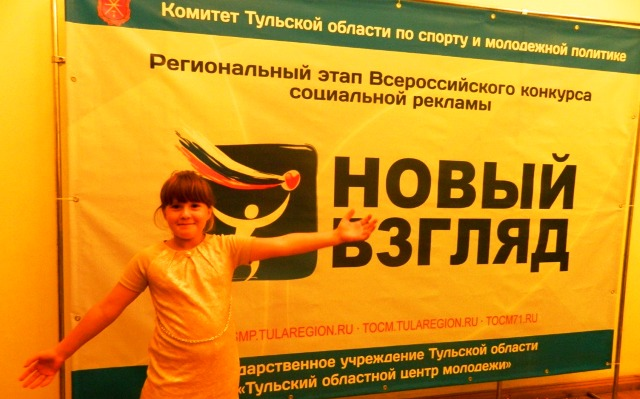 Комитет Тульской области по спорту и молодежной политике
Региональный этап Всероссийского конкурса
социальной рекламы
НОВЫЙ
ВЗГЛЯД
SMP.TULAREGION.RU · TOCM.TULAREGION.RU · TOCM71.RU
ударственное учреждение Тульской области
«Тульский областной центр молодежи»